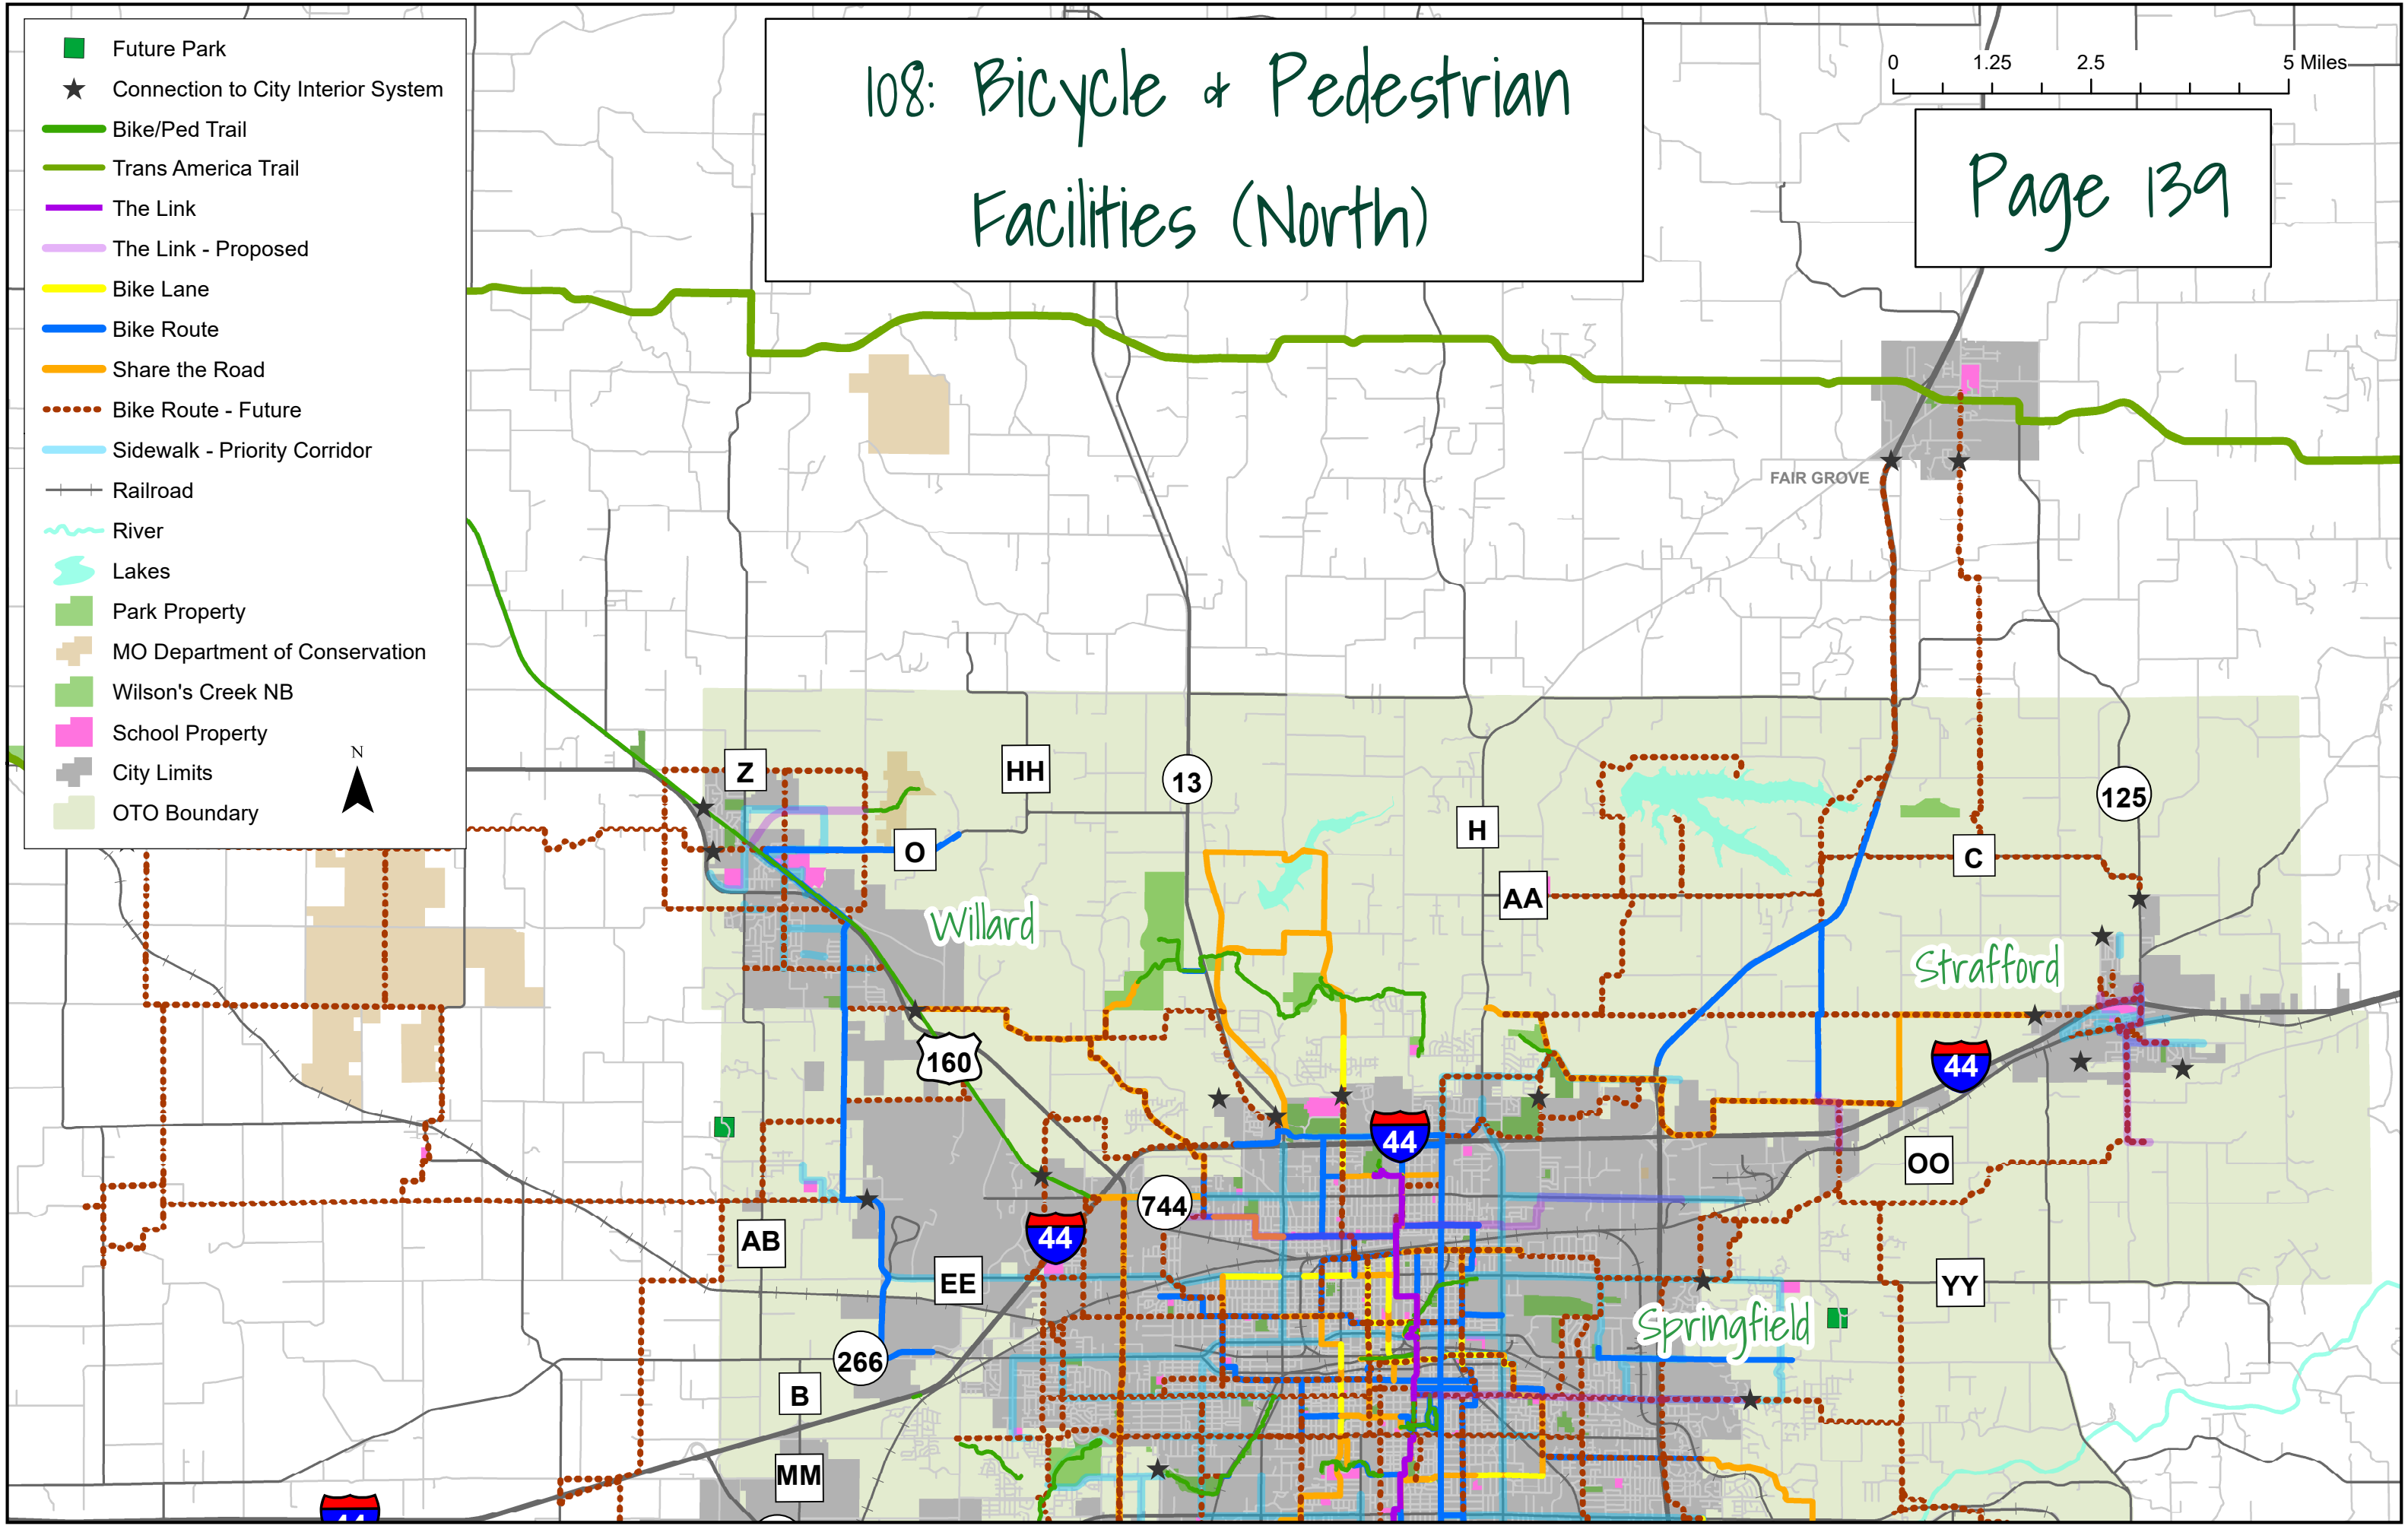 Future Park
Connection to City Interior System
Bike/Ped Trail
Trans America Trail
The Link
The Link - Proposed
Bike Lane
Bike Route
Share the Road
Bike Route - Future
Sidewalk - Priority Corridor
Railroad
River
Lakes
Park Property
MO Department of Conservation
Wilson's Creek NB
School Property
City Limits
OTO Boundary
N
108: Bicycle & Pedestrian
Facilities (North)
0 1.25 2.5 5 Miles
Page 139
FAIR GROVE
Z
HH
13
125
O
H
C
AA
Willard
Strafford
160
44
44
OO
744
44
AB
EE
YY
Springfield
266
B
MM
44